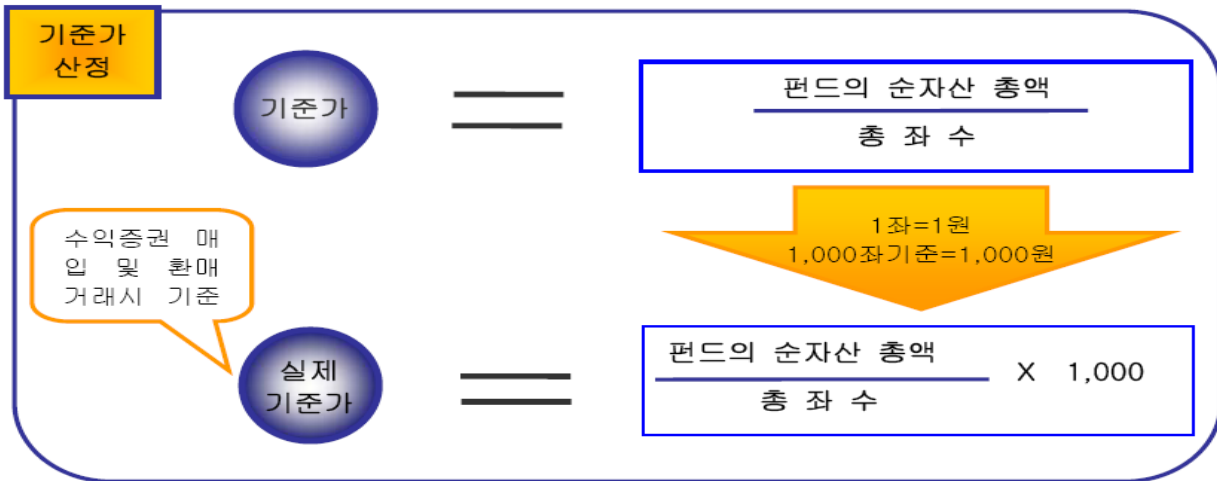 기준가
산정
기준가
펀드의 순자산 총액
총 좌 수
1좌=1원
1,000좌기준=1,000원
수익증권 매
입 및 환매
거래시 기준
실제
기준가
펀드의 순자산 총액
총 좌 수
X 1,000